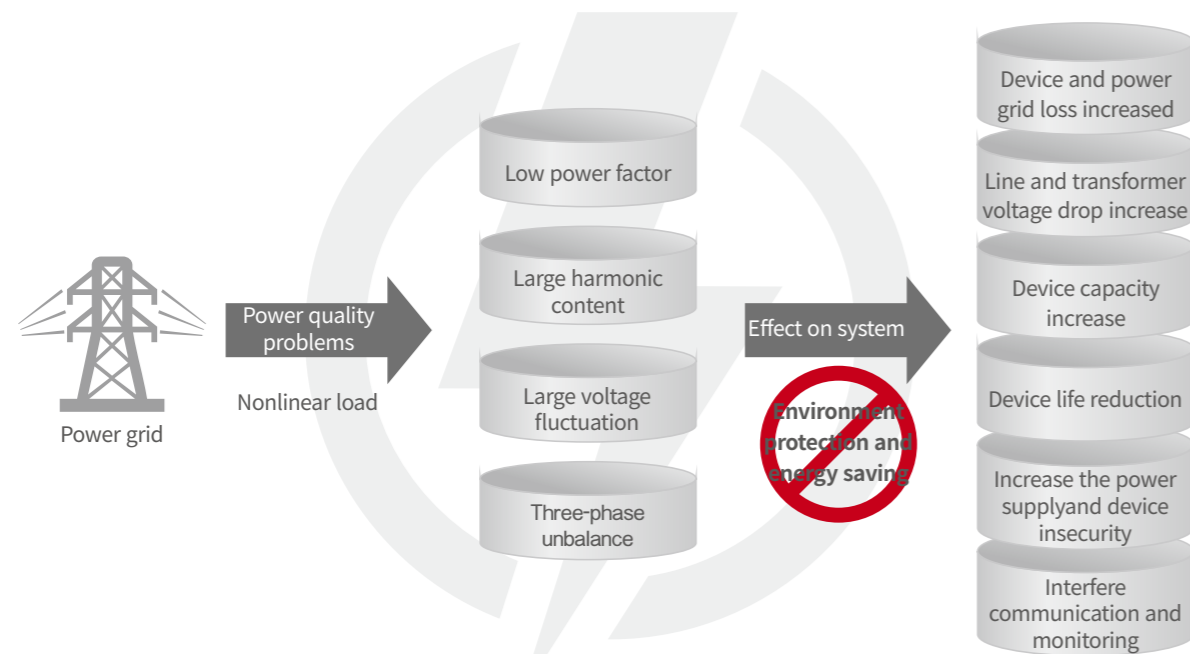 Power grid
Power quality
problems
Nonlinear load
Low power factor
Large harmonic
content
Large voltage
fluctuation
Three-phase
unbalance
Effect on system
Environment
protection and
energy saving
Device and power
grid loss increased
Line and transformer
voltage drop increase
Device capacity
increase
Device life reduction
Increase the power
supplyand device
insecurity
Interfere
communication and
monitoring